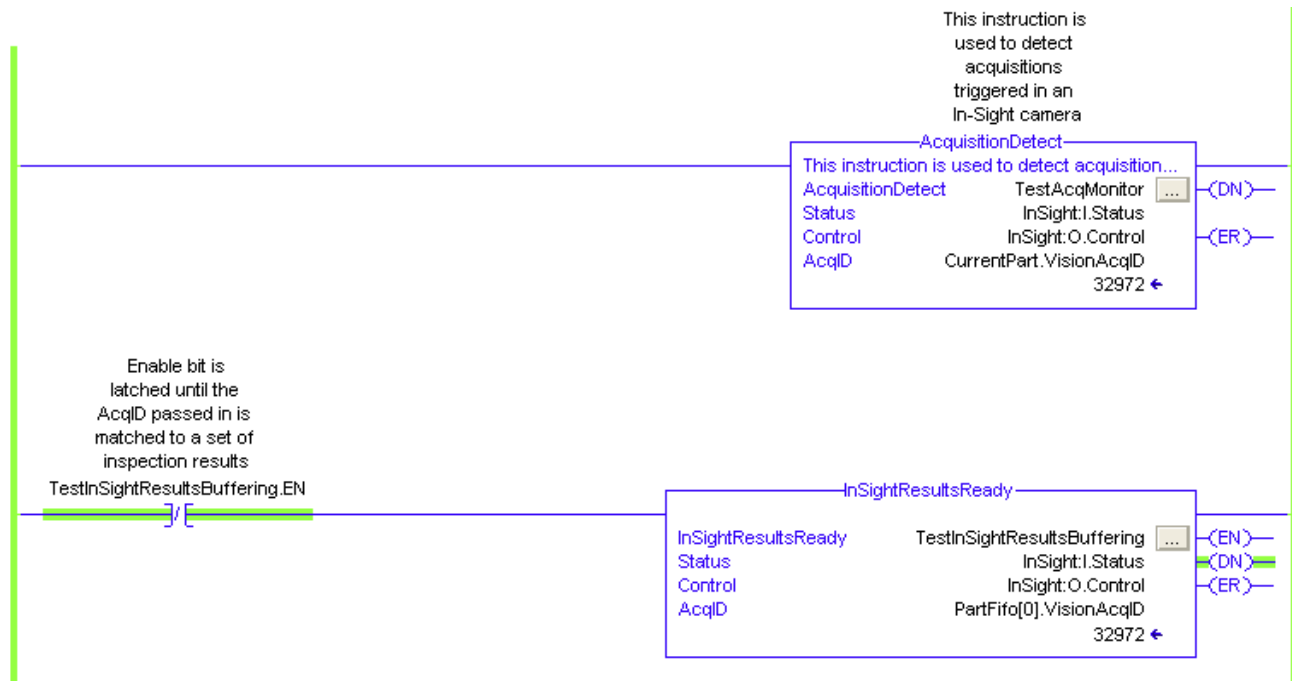 This instruction is
used to detect
acquisitions
triggered in an
In-Sight camera
AcquisitionDetect
This instruction is used to detect acquisition...
AcquisitionDetect TestAcqMonitor ... (DN)
Status InSight:I.Status
Control InSight:O.Control (ER)
AcqID CurrentPart.VisionAcqID
32972
Enable bit is
latched until the
AcqID passed in is
matched to a set of
inspection results
TestInSightResultsBuffering.EN
InSightResultsReady
InSightResultsReady TestInSightResultsBuffering ... (EN)
Status InSight:I.Status (DN)
Control InSight:O.Control (ER)
AcqID PartFifo[0].VisionAcqID
32972